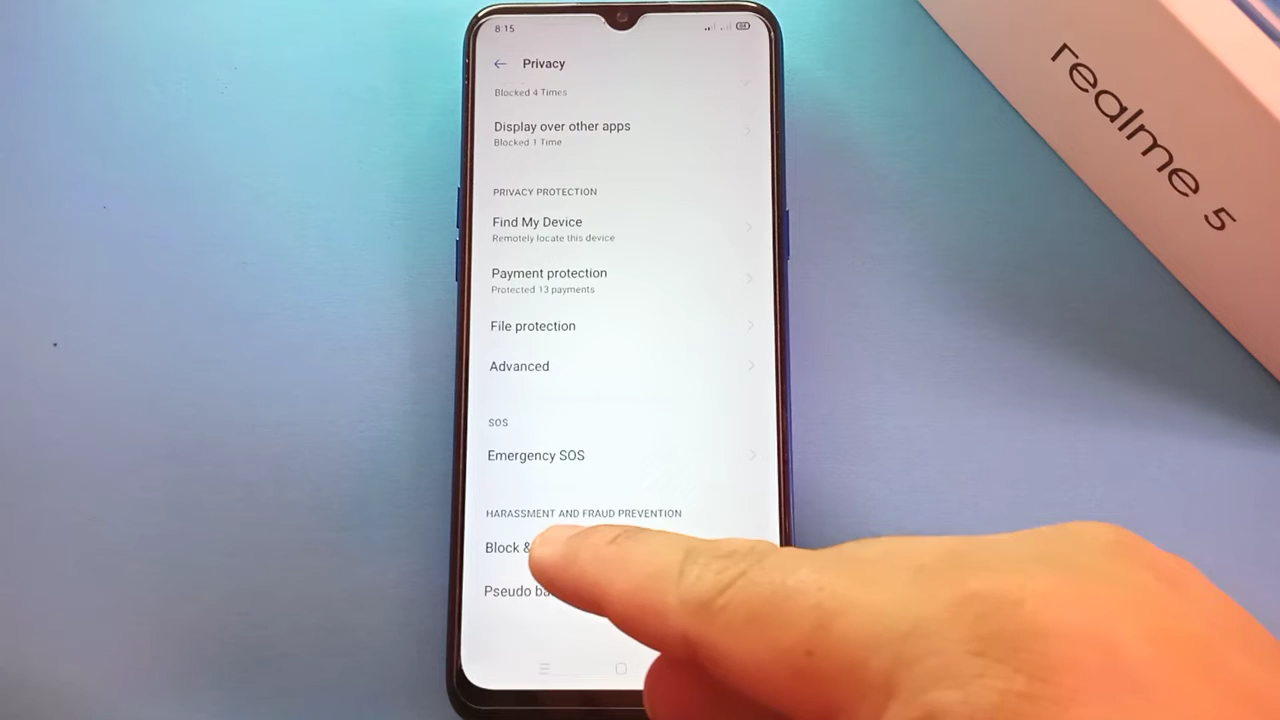 8:15
Privacy
Blocked 4 Times
Display over other apps
Blocked 1 Time
PRIVACY PROTECTION
Find My Device
Remotely locate this device
Payment protection
Protected 13 payments
File protection
Advanced
SOS
Emergency SOS
HARASSMENT AND FRAUD PREVENTION
Block &
Pseudo
realme 5